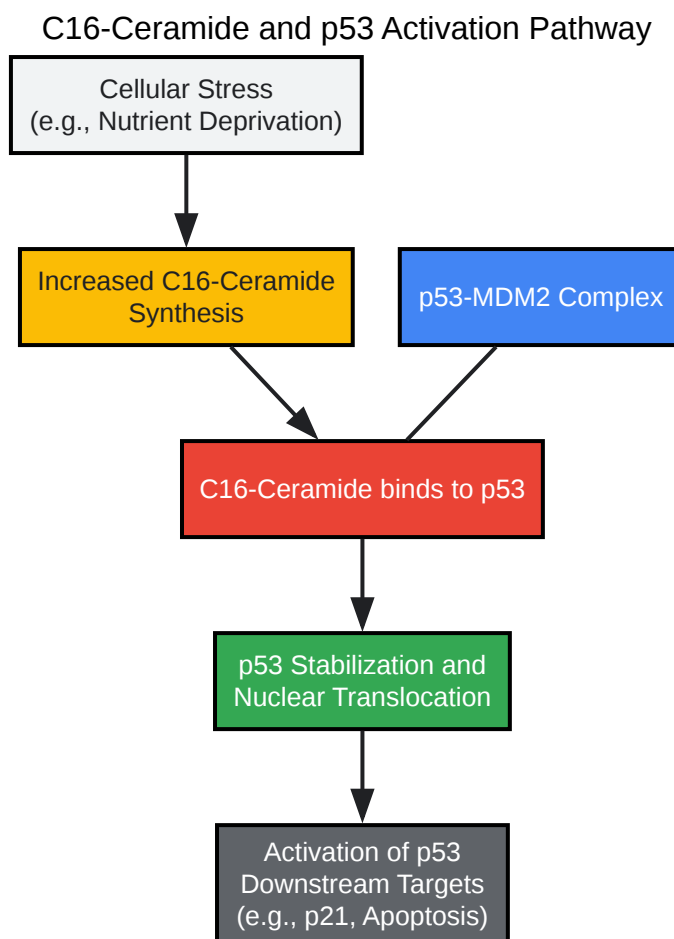 C16-Ceramide and p53 Activation Pathway
Cellular Stress
(e.g., Nutrient Deprivation)
Increased C16-Ceramide
Synthesis
p53-MDM2 Complex
C16-Ceramide binds to p53
p53 Stabilization and
Nuclear Translocation
Activation of p53
Downstream Targets
(e.g., p21, Apoptosis)